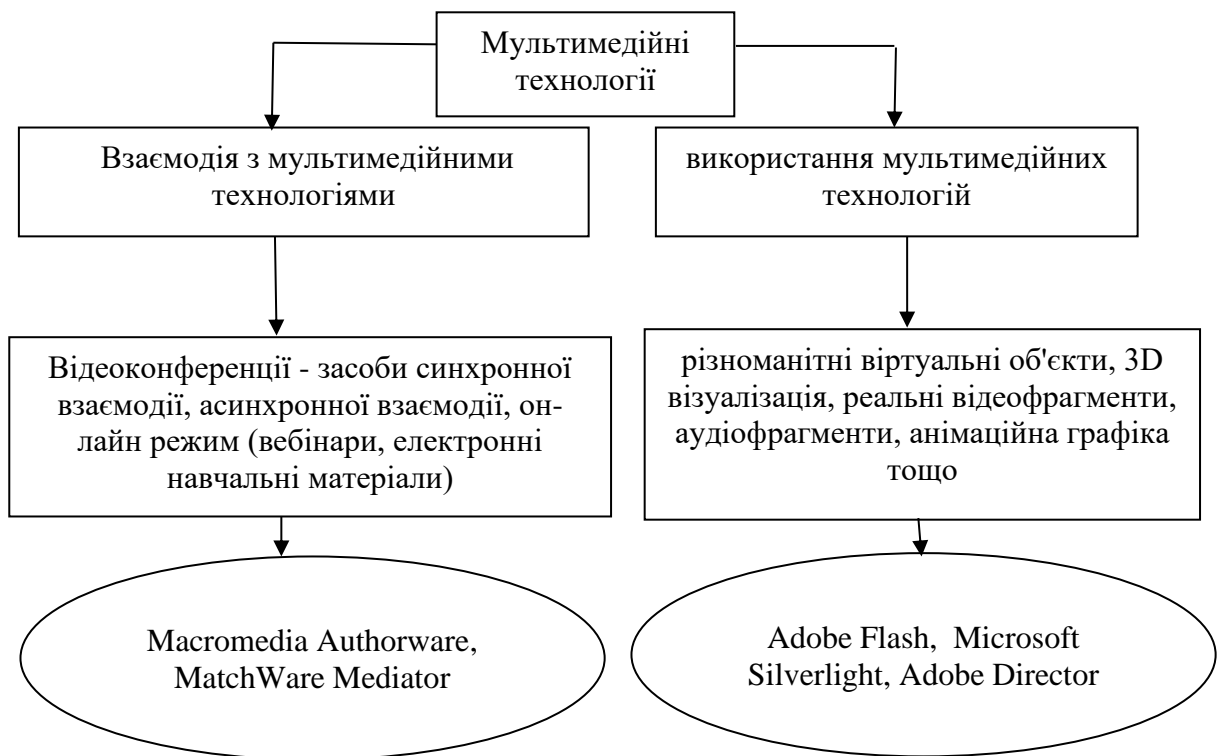 Мультимедійні
технології
Взаємодія з мультимедійними
технологіями
використання мультимедійних
технологій
Відеоконференції - засоби синхронної
взаємодії, асинхронної взаємодії, он-
лайн режим (вебінари, електронні
навчальні матеріали)
різноманітні віртуальні об'єкти, 3D
візуалізація, реальні відеофрагменти,
аудіофрагменти, анімаційна графіка
тощо
Macromedia Authorware,
MatchWare Mediator
Adobe Flash,  Microsoft
Silverlight, Adobe Director